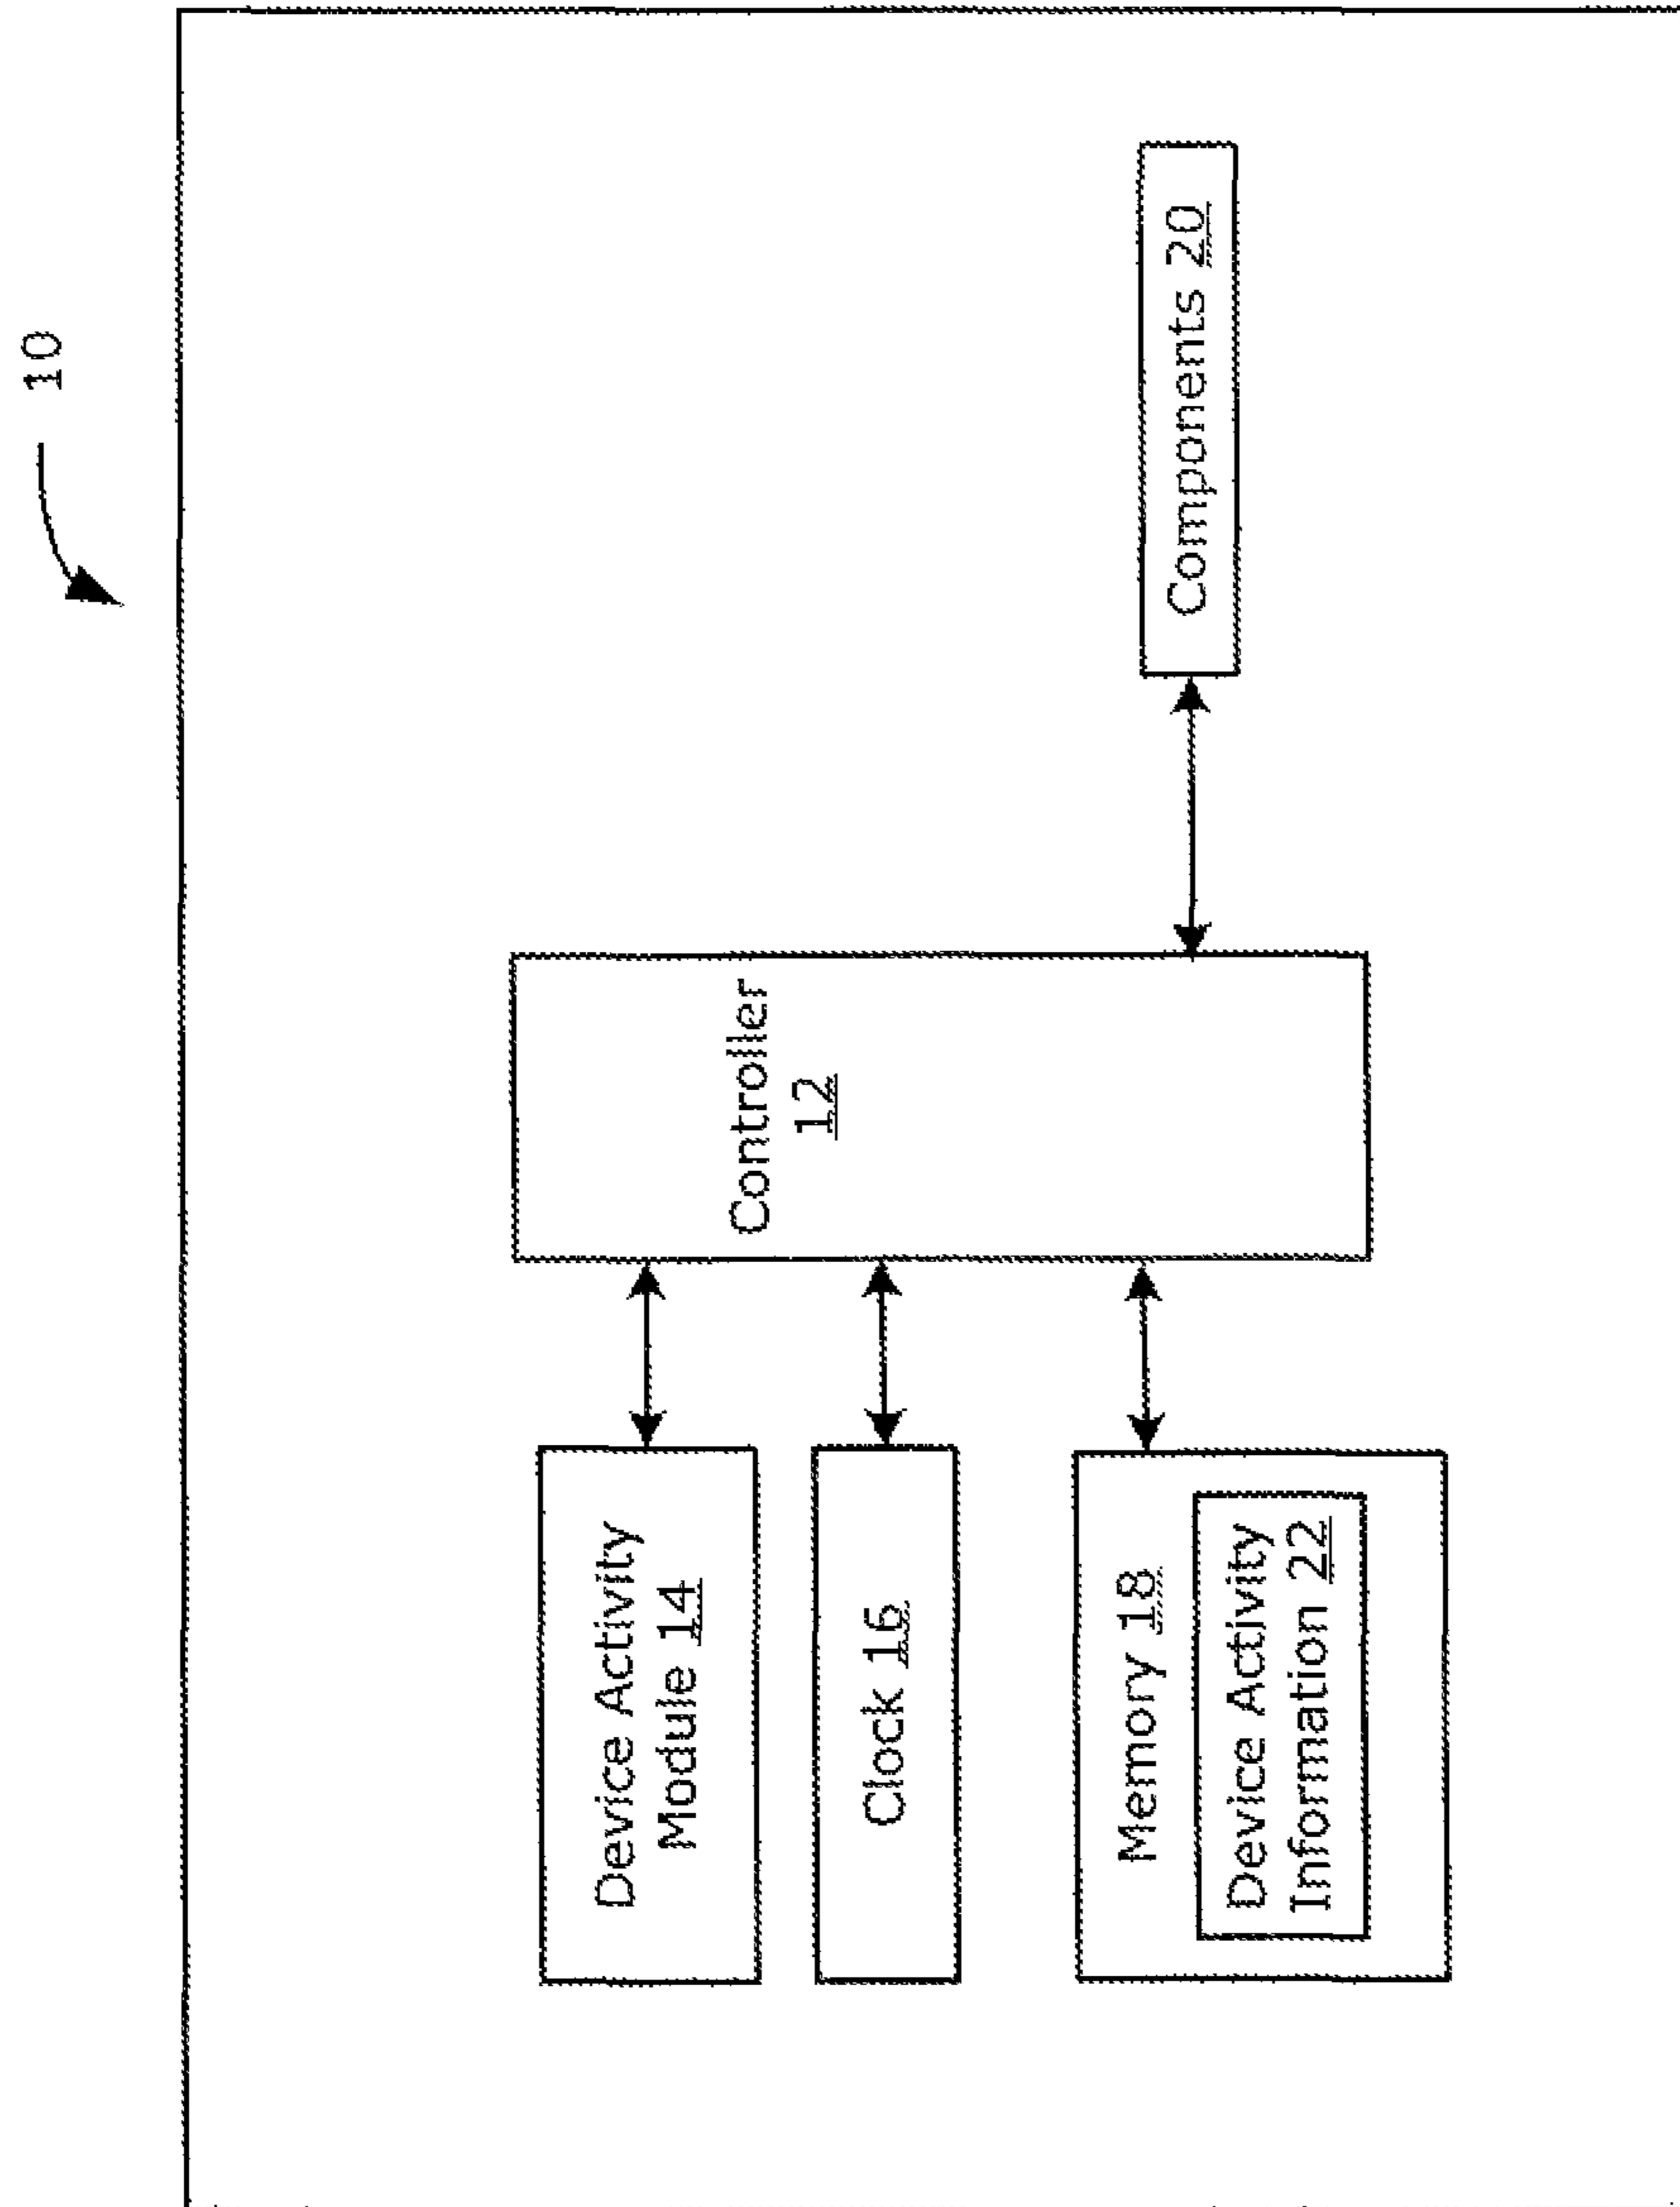 10
Device Activity
Module 14
Clock 16
Memory 18
Device Activity
Information 22
Controller
12
Components 20